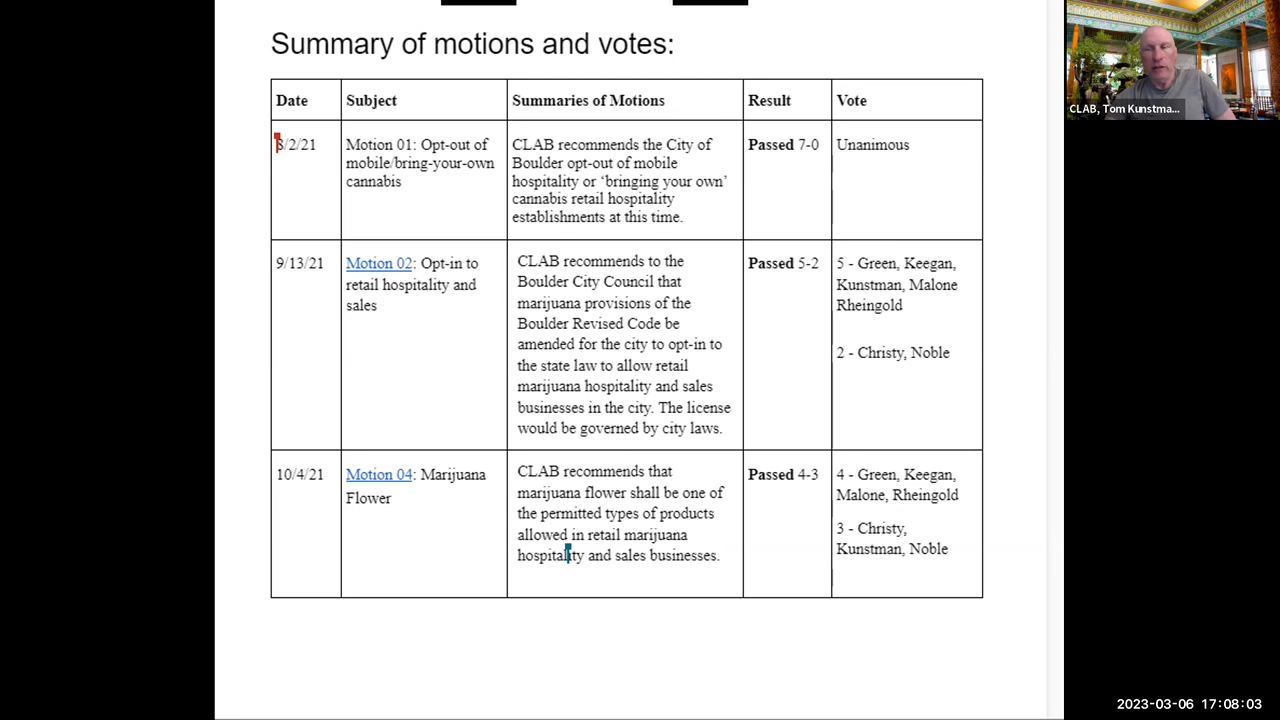 Summary of motions and votes:
Date
Subject
Summaries of Motions
Result
Vote
8/2/21
Motion 01: Opt-out of
mobile/bring-your-own
cannabis
CLAB recommends the City of
Boulder opt-out of mobile
hospitality or ‘bringing your own’
cannabis retail hospitality
establishments at this time.
Passed 7-0
Unanimous
9/13/21
Motion 02: Opt-in to
retail hospitality and
sales
CLAB recommends to the
Boulder City Council that
marijuana provisions of the
Boulder Revised Code be
amended for the city to opt-in to
the state law to allow retail
marijuana hospitality and sales
businesses in the city. The license
would be governed by city laws.
Passed 5-2
5 - Green, Keegan,
Kunstman, Malone
Rheingold
2 - Christy, Noble
10/4/21
Motion 04: Marijuana
Flower
CLAB recommends that
marijuana flower shall be one of
the permitted types of products
allowed in retail marijuana
hospitality and sales businesses.
Passed 4-3
4 - Green, Keegan,
Malone, Rheingold
3 - Christy,
Kunstman, Noble
CLAB, Tom Kunstma...
2023-03-06 17:08:03